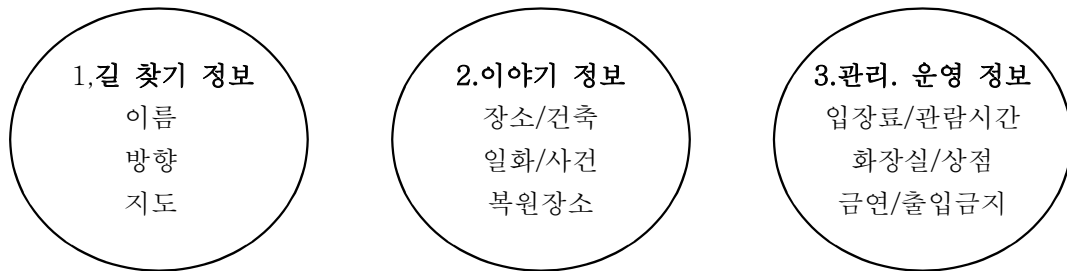 1,길 찾기 정보
이름
방향
지도
2.이야기 정보
장소/건축
일화/사건
복원장소
3.관리. 운영 정보
입장료/관람시간
화장실/상점
금연/출입금지